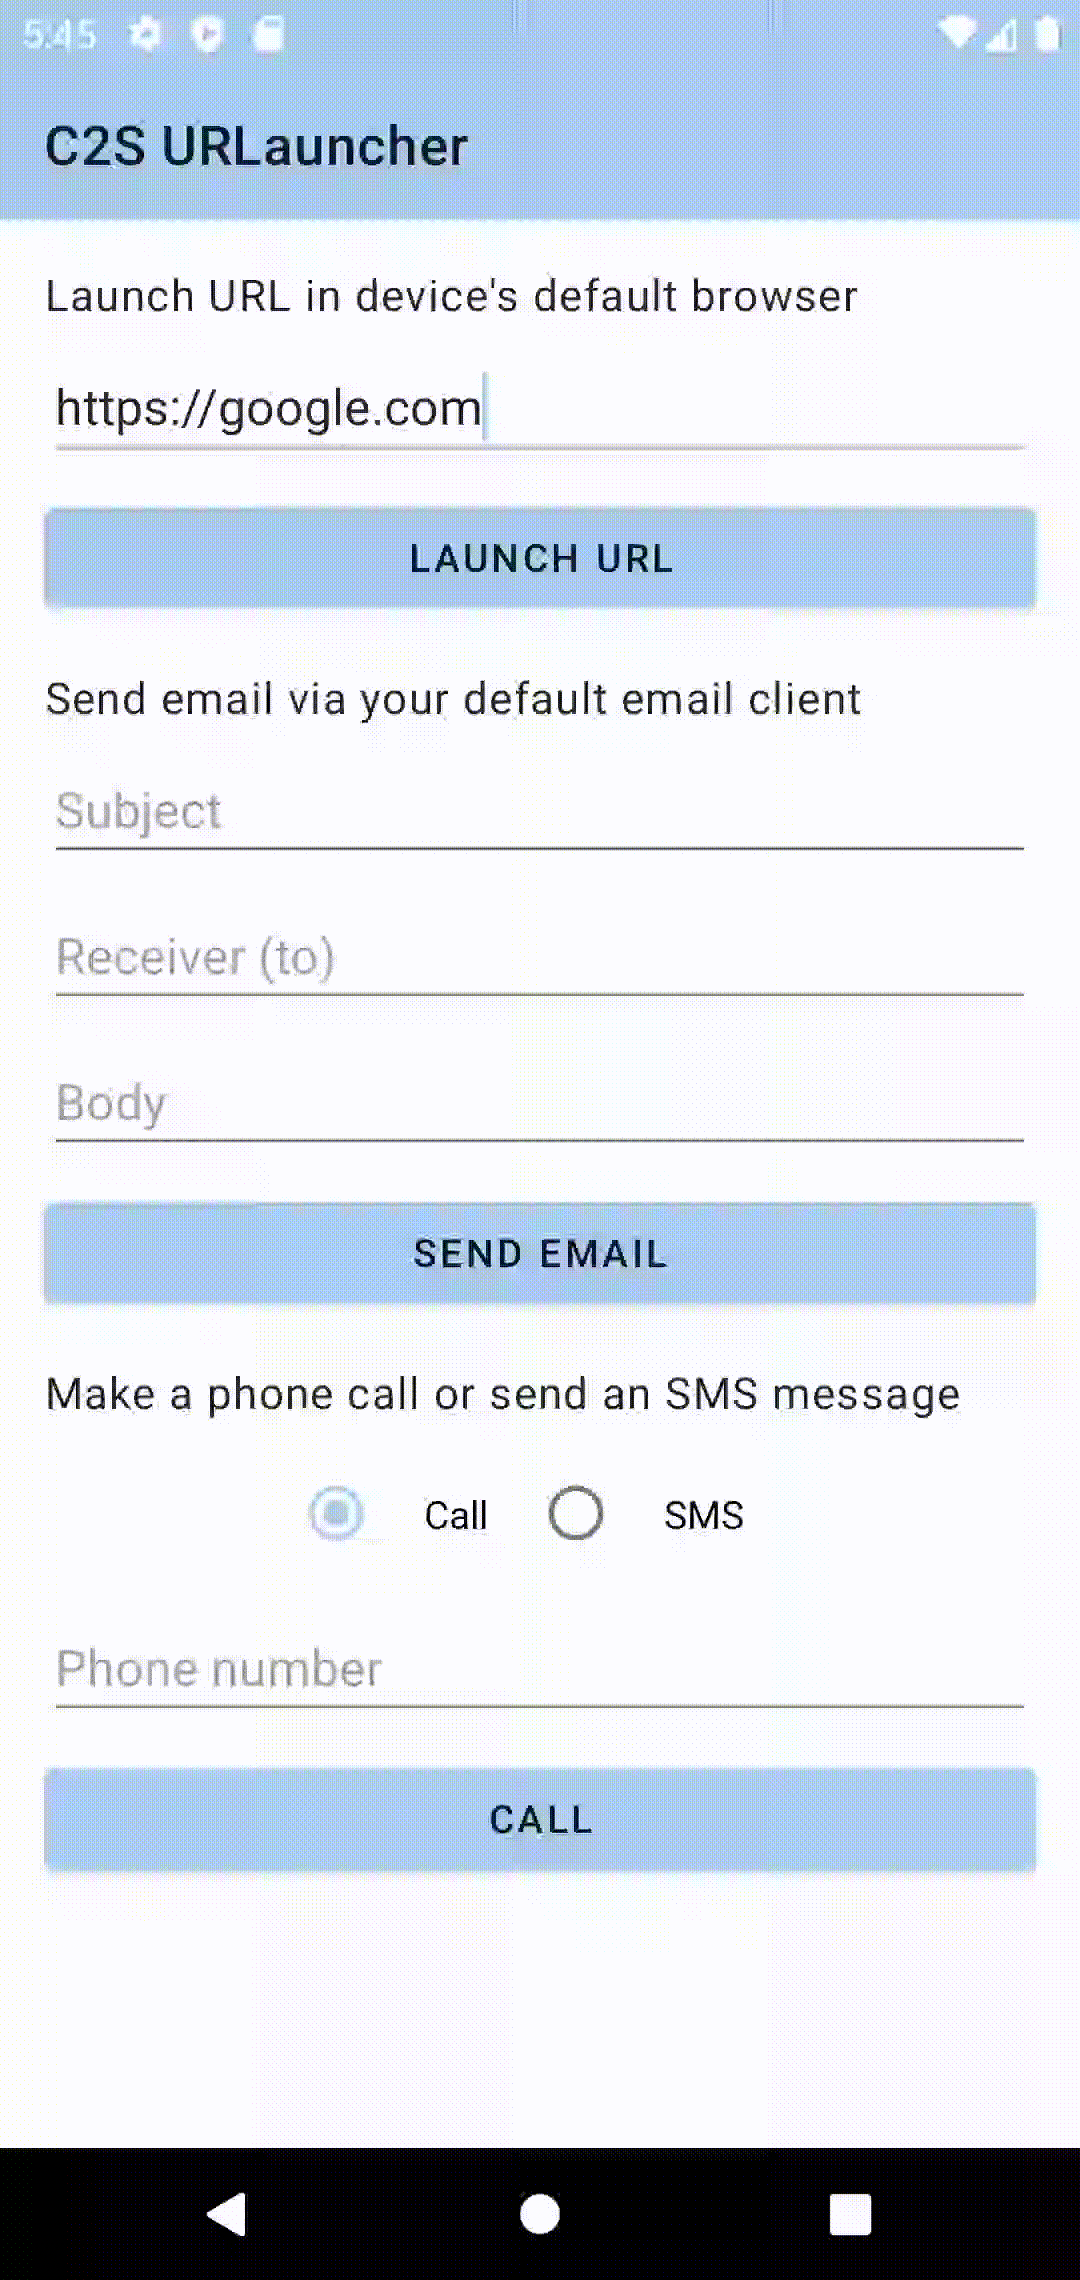 5:45
C2S URLauncher
Launch URL in device's default browser
https://google.com
LAUNCH URL
Send email via your default email client
Subject
Receiver (to)
Body
SEND EMAIL
Make a phone call or send an SMS message
Call SMS
Phone number
CALL